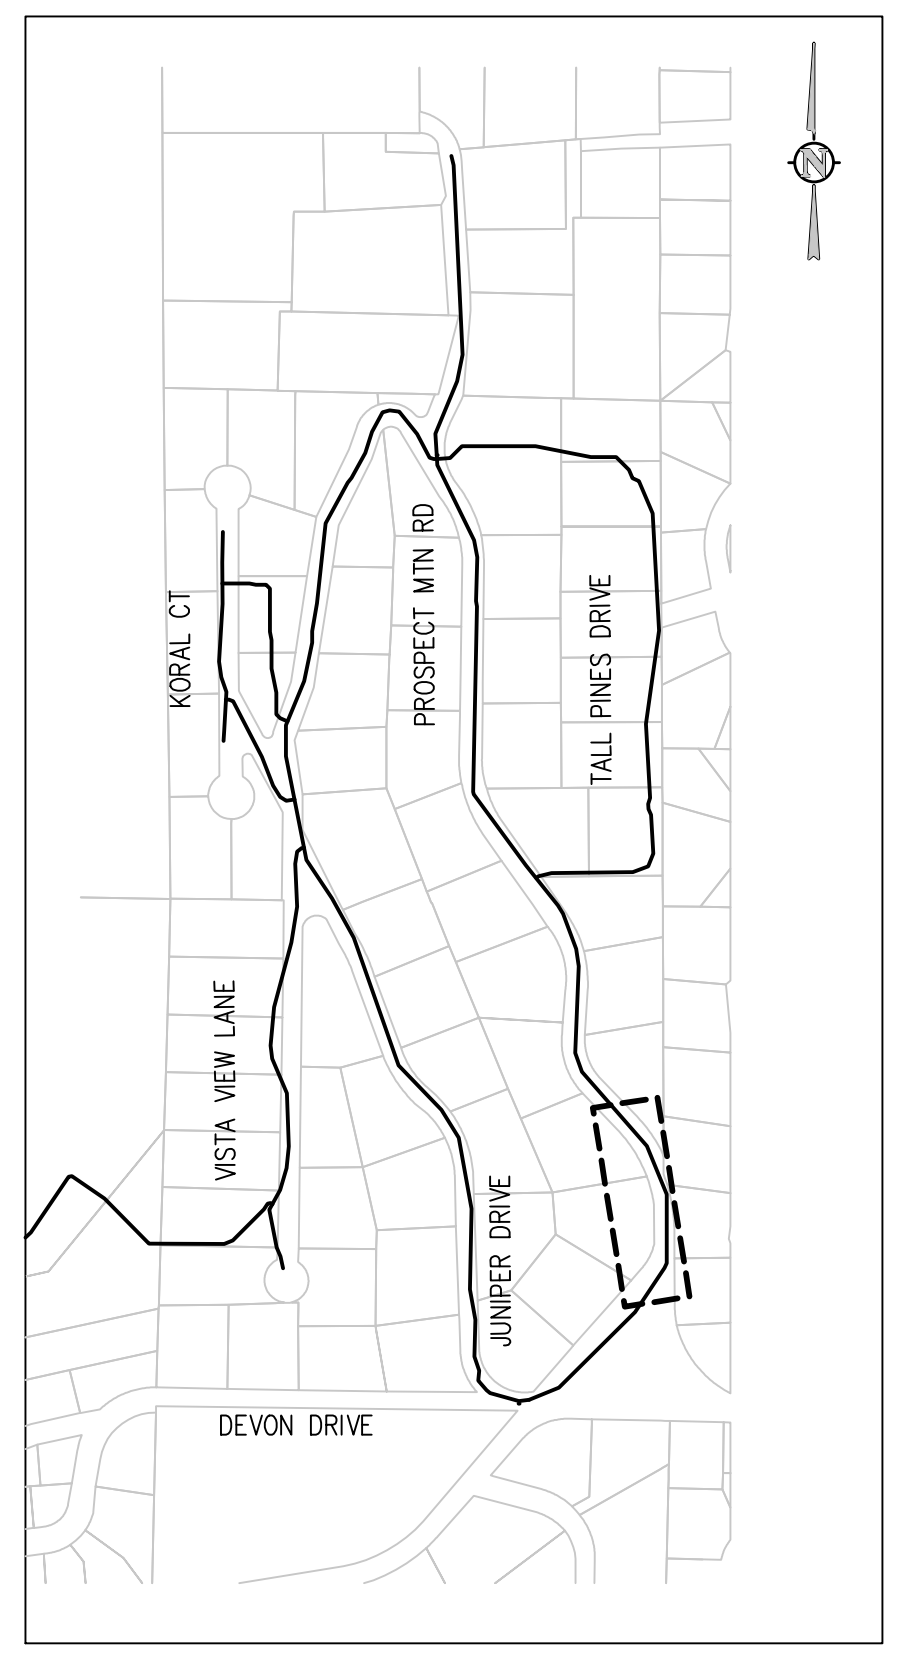 N
PROSPECT MTN RD
KORAL CT
TALL PINES DRIVE
VISTA VIEW LANE
JUNIPER DRIVE
DEVON DRIVE